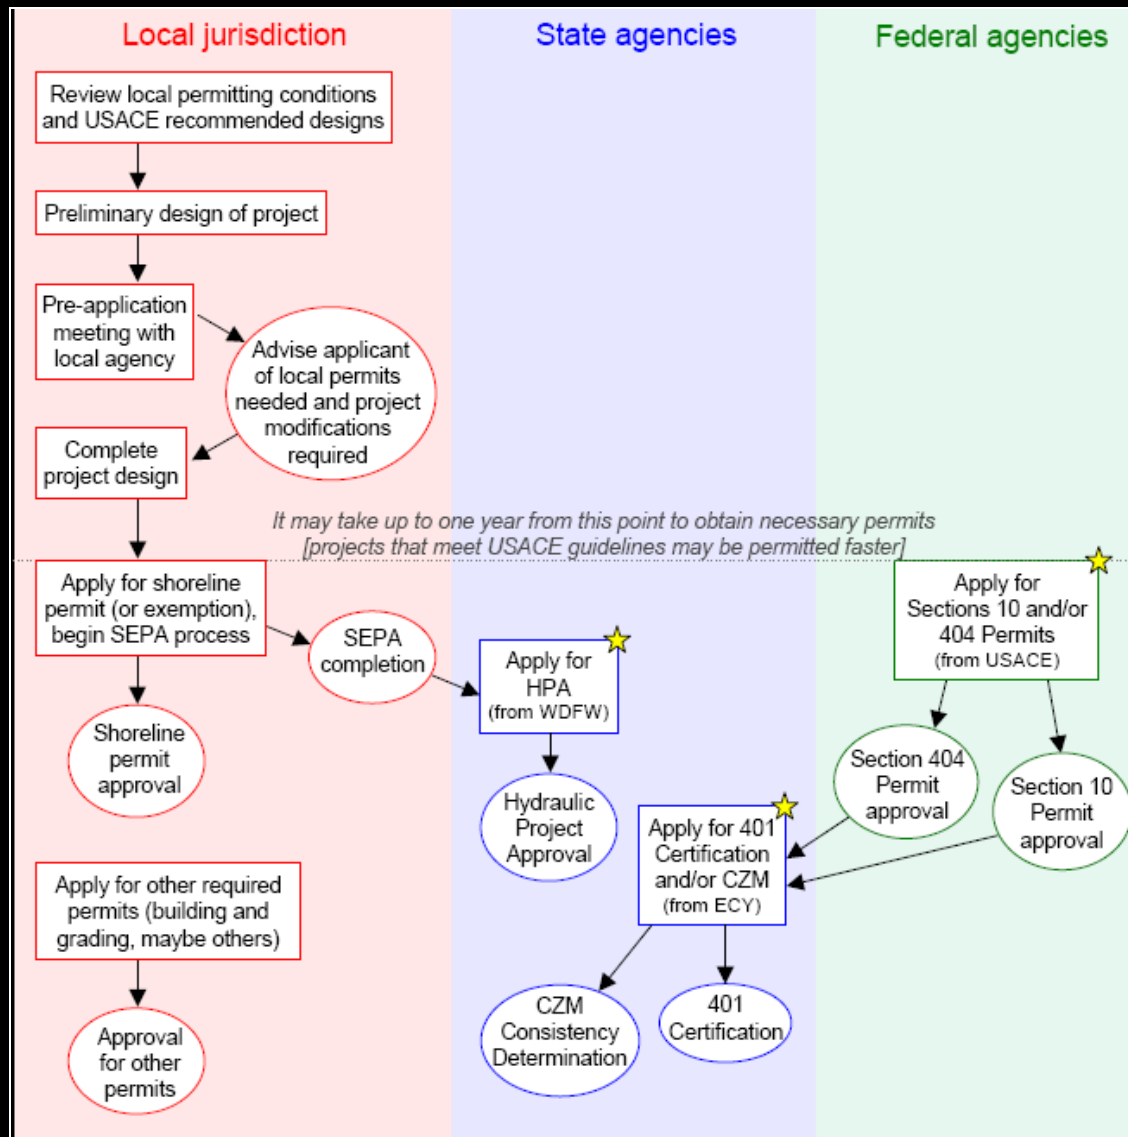 Local jurisdiction
State agencies
Federal agencies
Review local permitting conditions
and USACE recommended designs
Preliminary design of project
Pre-application
meeting with
local agency
Advise applicant
of local permits
needed and project
modifications
required
Complete
project design
It may take up to one year from this point to obtain necessary permits
[projects that meet USACE guidelines may be permitted faster]
Apply for shoreline
permit (or exemption),
begin SEPA process
SEPA
completion
Shoreline
permit
approval
Apply for
HPA
(from WDFW)
Hydraulic
Project
Approval
Apply for
Sections 10 and/or
404 Permits
(from USACE)
Section 404
Permit
approval
Section 10
Permit
approval
Apply for 401
Certification
and/or CZM
(from ECY)
CZM
Consistency
Determination
401
Certification
Apply for other required
permits (building and
grading, maybe others)
Approval
for other
permits